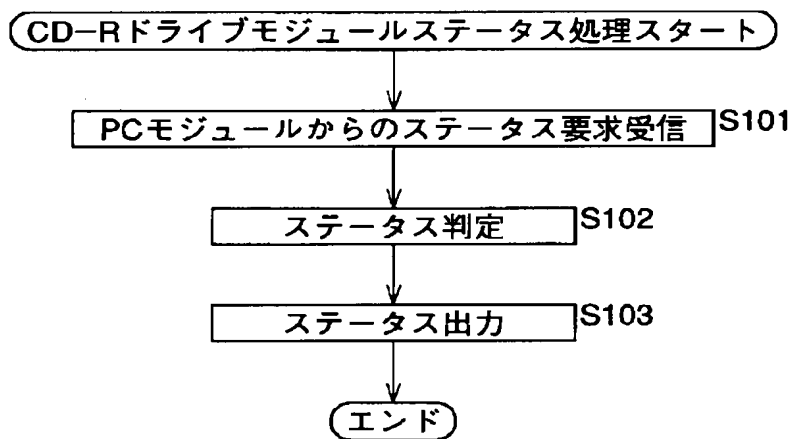 CD-Rドライブモジュールステータス処理スタート
PCモジュールからのステータス要求受信 S101
ステータス判定 S102
ステータス出力 S103
エンド